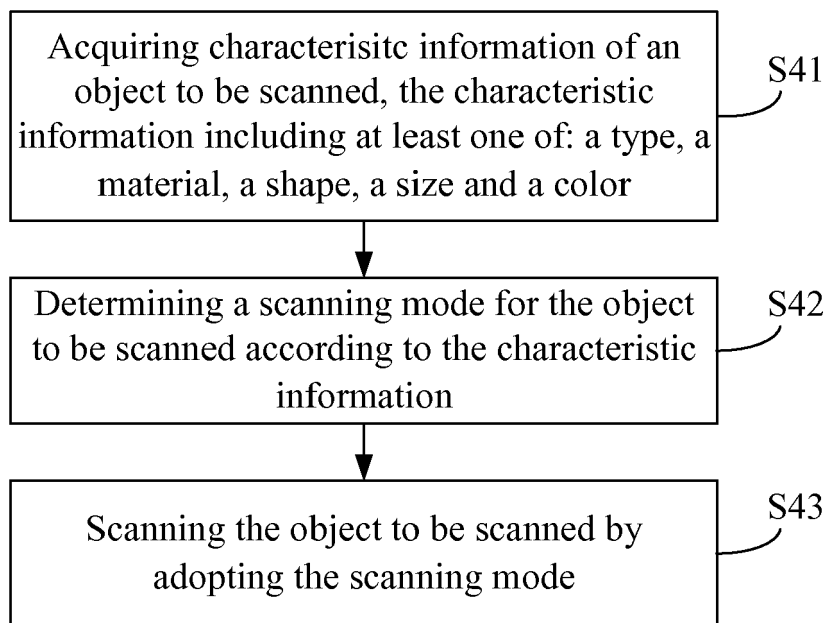 Acquiring characterisitc information of an
object to be scanned, the characteristic
information including at least one of: a type, a
material, a shape, a size and a color
S41
Determining a scanning mode for the object
to be scanned according to the characteristic
information
S42
Scanning the object to be scanned by
adopting the scanning mode
S43